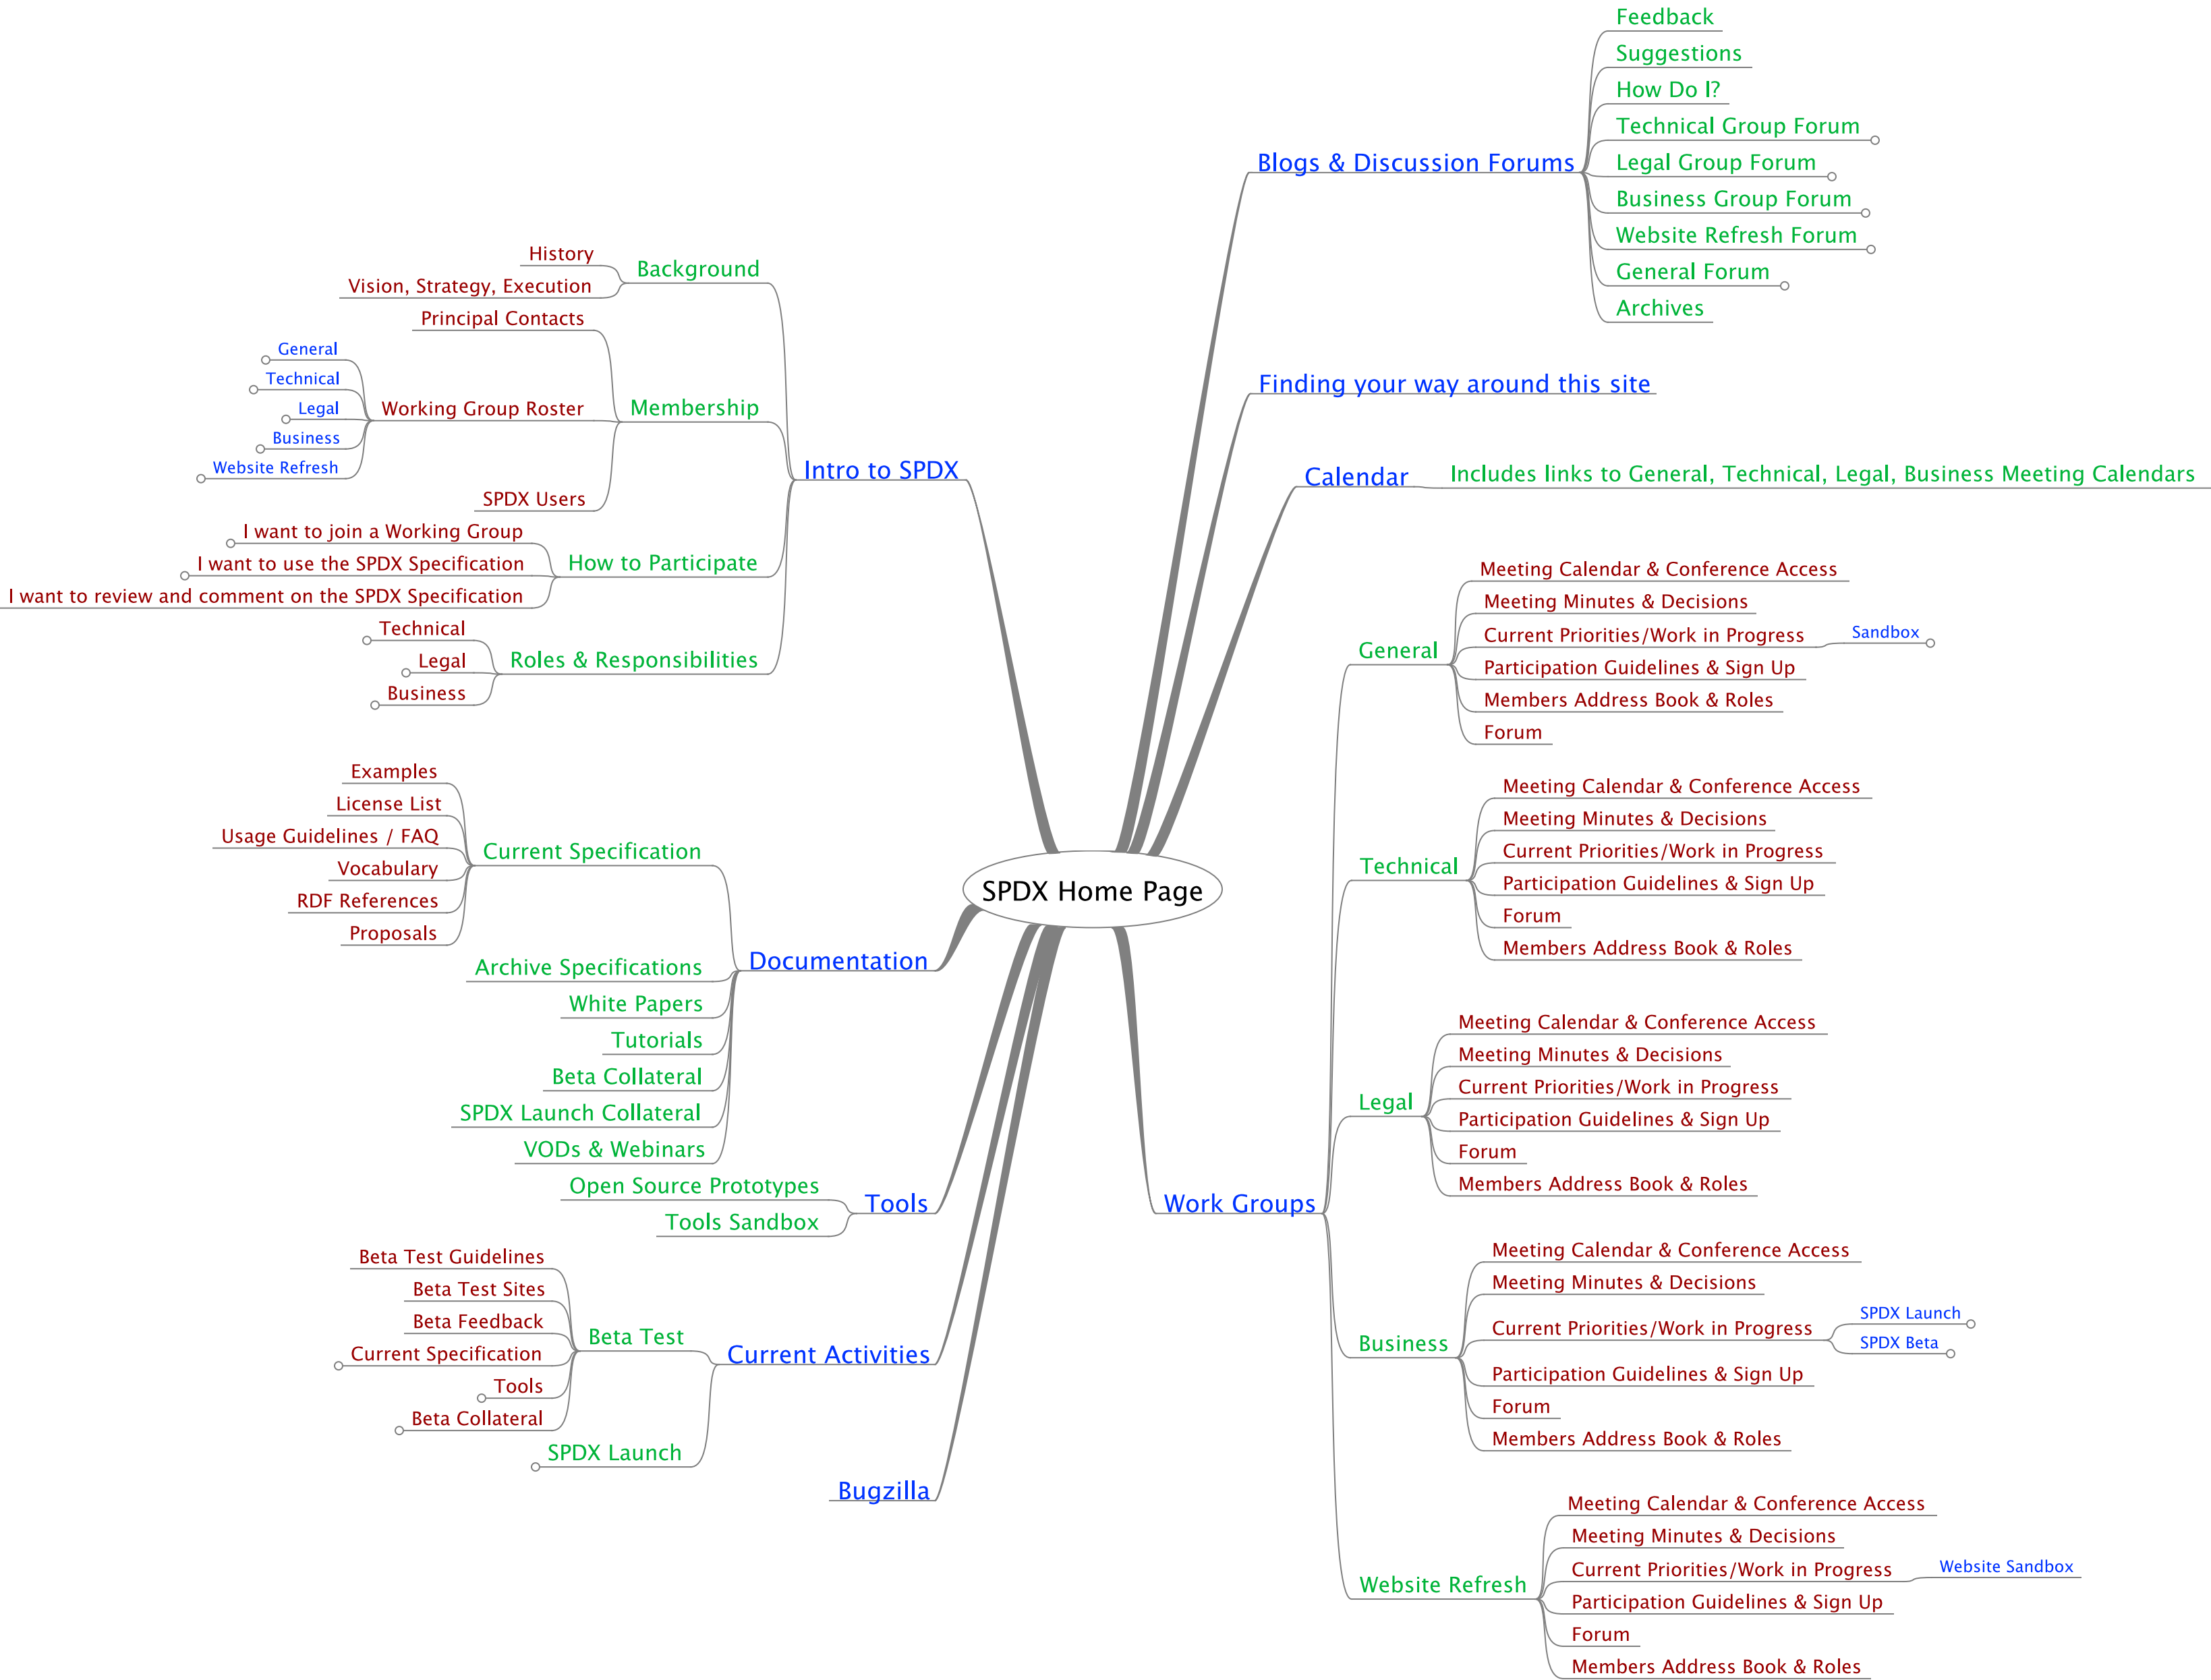 SPDX Home Page
Intro to SPDX
Background
History
Vision, Strategy, Execution
Membership
Principal Contacts
Working Group Roster
General
Technical
Legal
Business
Website Refresh
SPDX Users
How to Participate
I want to join a Working Group
I want to use the SPDX Specification
I want to review and comment on the SPDX Specification
Roles & Responsibilities
Technical
Legal
Business
Documentation
Current Specification
Examples
License List
Usage Guidelines / FAQ
Vocabulary
RDF References
Proposals
Archive Specifications
White Papers
Tutorials
Beta Collateral
SPDX Launch Collateral
VODs & Webinars
Tools
Open Source Prototypes
Tools Sandbox
Current Activities
Beta Test
Beta Test Guidelines
Beta Test Sites
Beta Feedback
Current Specification
Tools
Beta Collateral
SPDX Launch
Bugzilla
Blogs & Discussion Forums
Feedback
Suggestions
How Do I?
Technical Group Forum
Legal Group Forum
Business Group Forum
Website Refresh Forum
General Forum
Archives
Finding your way around this site
Calendar
Includes links to General, Technical, Legal, Business Meeting Calendars
Work Groups
General
Meeting Calendar & Conference Access
Meeting Minutes & Decisions
Current Priorities/Work in Progress
Sandbox
Participation Guidelines & Sign Up
Members Address Book & Roles
Forum
Technical
Meeting Calendar & Conference Access
Meeting Minutes & Decisions
Current Priorities/Work in Progress
Participation Guidelines & Sign Up
Forum
Members Address Book & Roles
Legal
Meeting Calendar & Conference Access
Meeting Minutes & Decisions
Current Priorities/Work in Progress
Participation Guidelines & Sign Up
Forum
Members Address Book & Roles
Business
Meeting Calendar & Conference Access
Meeting Minutes & Decisions
Current Priorities/Work in Progress
SPDX Launch
SPDX Beta
Participation Guidelines & Sign Up
Forum
Members Address Book & Roles
Website Refresh
Meeting Calendar & Conference Access
Meeting Minutes & Decisions
Current Priorities/Work in Progress
Website Sandbox
Participation Guidelines & Sign Up
Forum
Members Address Book & Roles